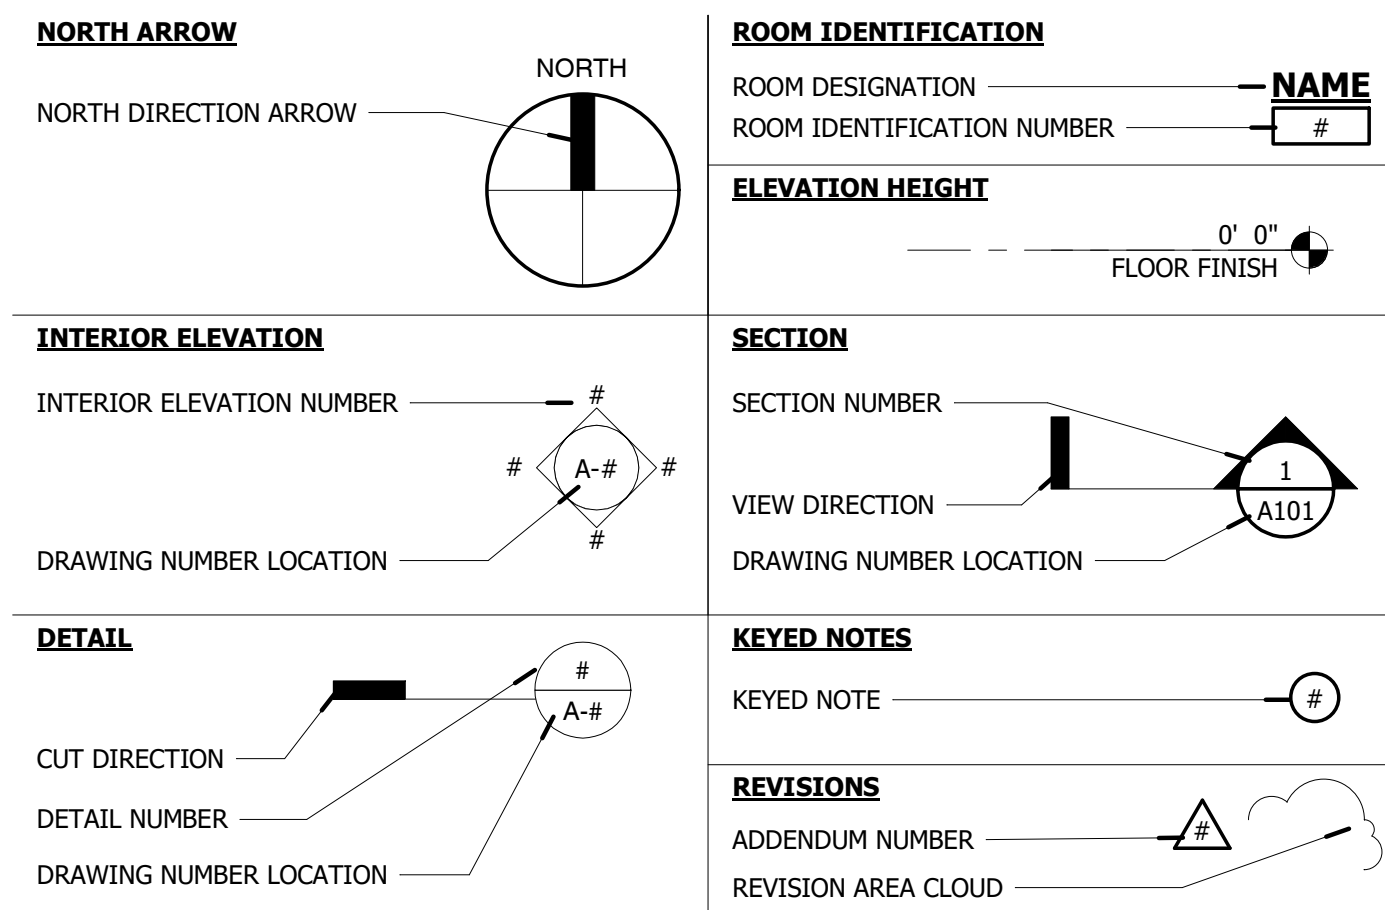 NORTH ARROW
NORTH
NORTH DIRECTION ARROW
ROOM IDENTIFICATION
ROOM DESIGNATION
NAME
ROOM IDENTIFICATION NUMBER
#
ELEVATION HEIGHT
0' 0"
FLOOR FINISH
INTERIOR ELEVATION
INTERIOR ELEVATION NUMBER
#
# A-# #
#
DRAWING NUMBER LOCATION
SECTION
SECTION NUMBER
1
VIEW DIRECTION
A101
DRAWING NUMBER LOCATION
DETAIL
#
A-#
CUT DIRECTION
DETAIL NUMBER
DRAWING NUMBER LOCATION
KEYED NOTES
KEYED NOTE
#
REVISIONS
ADDENDUM NUMBER
#
REVISION AREA CLOUD